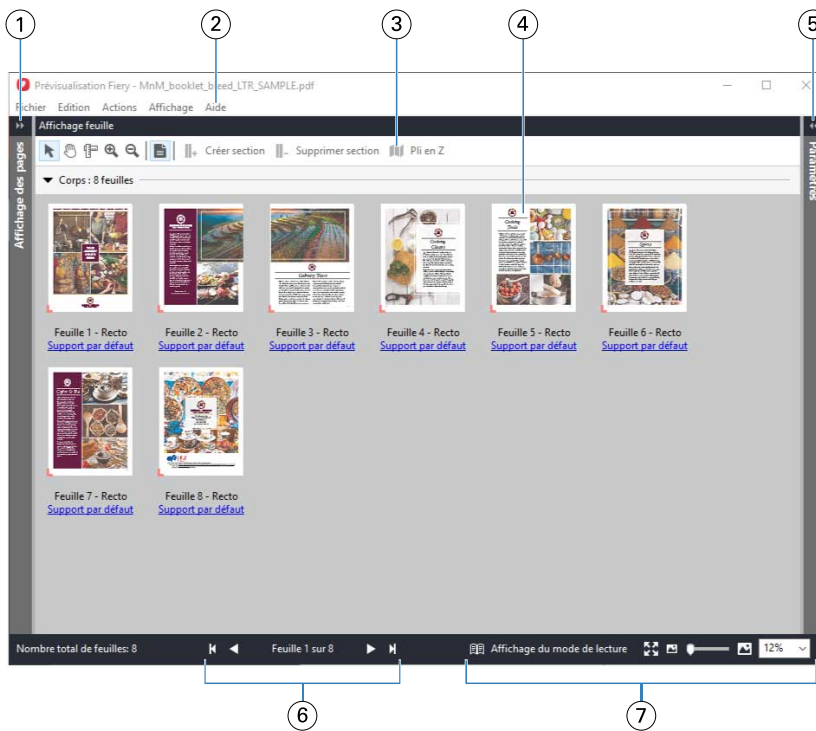 1 2 3 4 5
Prévisualisation Fiery - MnM_booklet_bleed_LTR_SAMPLE.pdf
Fichier Edition Actions Affichage Aide
Affichage feuille
Affichage des pages
Paramètres
Créer section Supprimer section Pli en Z
Corps : 8 feuilles
Feuille 1 - Recto Feuille 2 - Recto Feuille 3 - Recto Feuille 4 - Recto Feuille 5 - Recto Feuille 6 - Recto
Support par défaut Support par défaut Support par défaut Support par défaut Support par défaut Support par défaut
Feuille 7 - Recto Feuille 8 - Recto
Support par défaut Support par défaut
Nombre total de feuilles: 8 Feuille 1 sur 8 Affichage du mode de lecture 12%
6 7